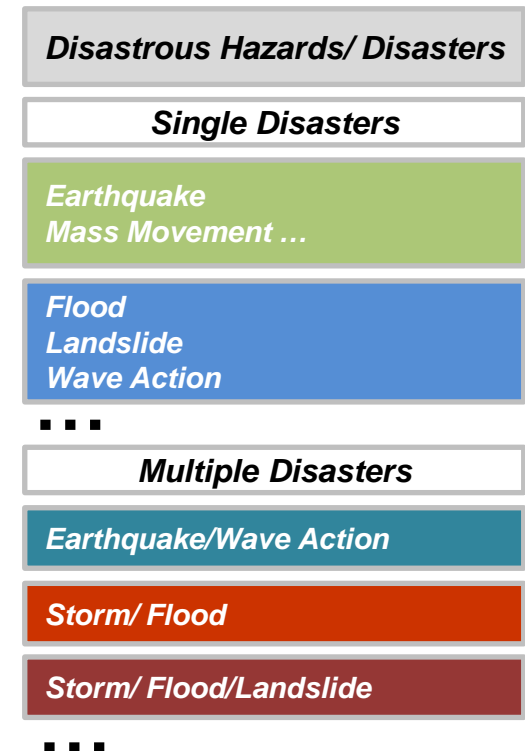 Disastrous Hazards/ Disasters
Single Disasters
Earthquake
Mass Movement …
Flood
Landslide
Wave Action
…
Multiple Disasters
Earthquake/Wave Action
Storm/ Flood
Storm/ Flood/Landslide
…